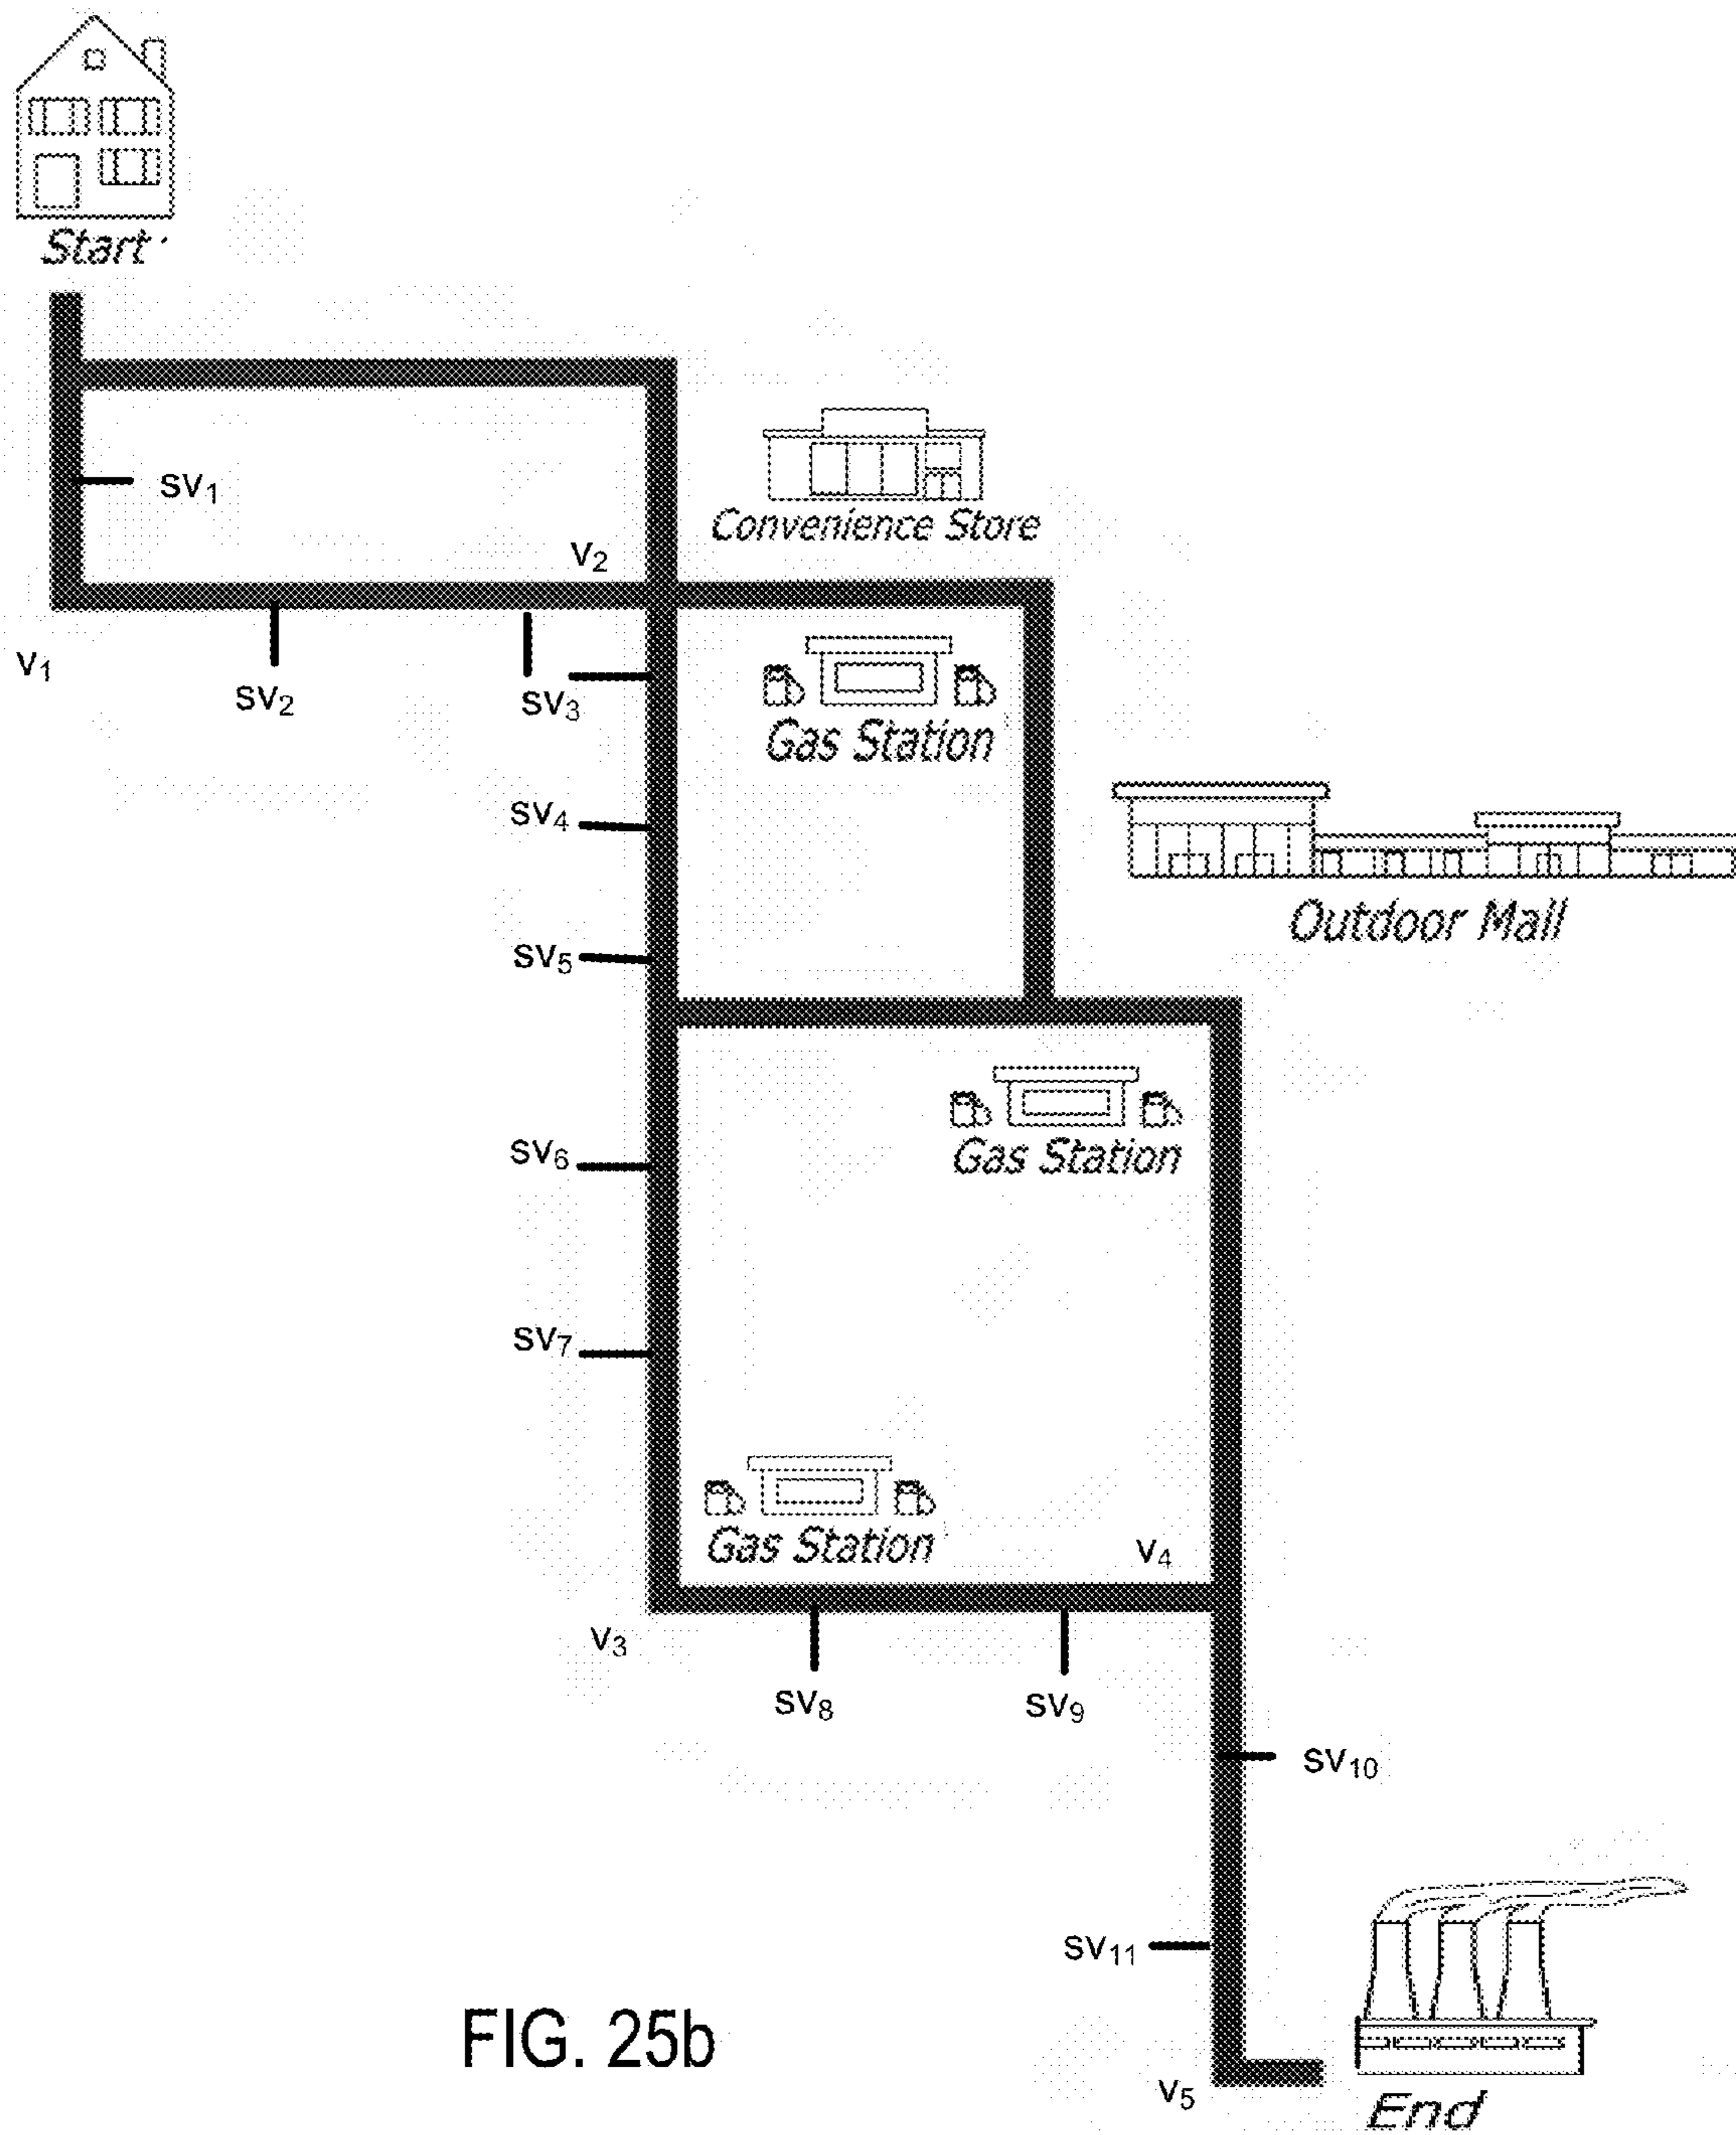 Start
sv₁
Convenience Store
v₂
v₁
sv₂
sv₃
Gas Station
sv₄
Outdoor Mall
sv₅
Gas Station
sv₆
sv₇
Gas Station
v₄
v₃
sv₈
sv₉
sv₁₀
sv₁₁
FIG. 25b
v₅
End